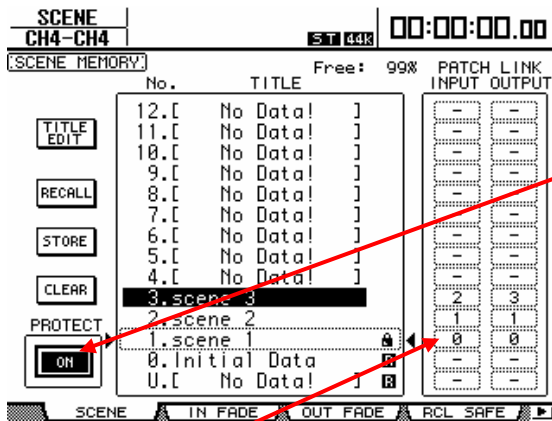 SCENE
CH4-CH4
ST 44k
00:00:00.00
SCENE MEMORY
Free: 99%
PATCH LINK
No. TITLE
INPUT OUTPUT
12.[ No Data! ] - -
TITLE EDIT
11.[ No Data! ] - -
10.[ No Data! ] - -
9.[ No Data! ] - -
RECALL
8.[ No Data! ] - -
7.[ No Data! ] - -
STORE
6.[ No Data! ] - -
5.[ No Data! ] - -
4.[ No Data! ] - -
CLEAR
3.scene 3 2 3
PROTECT
2.scene 2 1 1
1.scene 1 0 0
ON
0.Initial Data R - -
U.[ No Data! ] R - -
SCENE IN FADE OUT FADE RCL SAFE